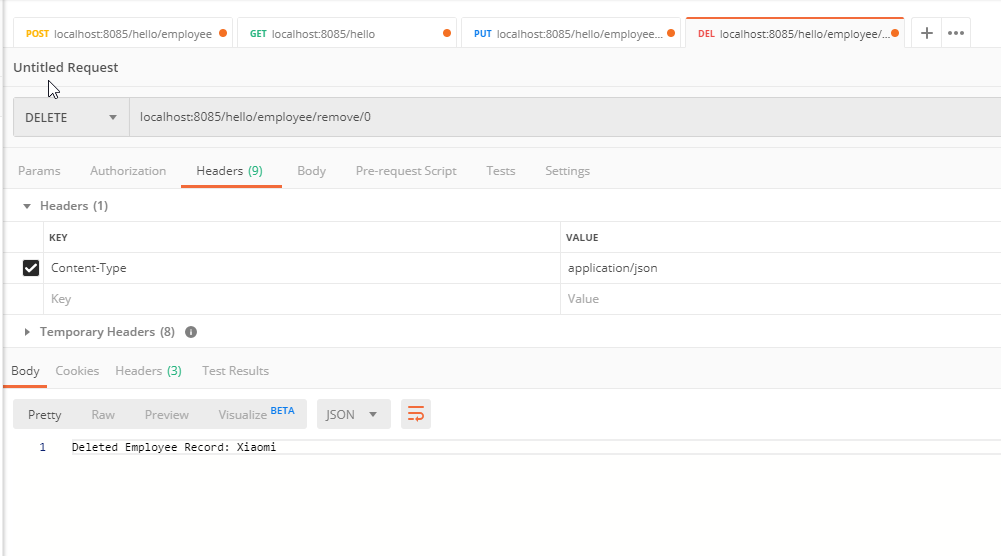 POST localhost:8085/hello/employee GET localhost:8085/hello PUT localhost:8085/hello/employee... DEL localhost:8085/hello/employee/... + •••
Untitled Request
DELETE localhost:8085/hello/employee/remove/0
Params Authorization Headers (9) Body Pre-request Script Tests Settings
Headers (1)
KEY VALUE
Content-Type application/json
Key Value
Temporary Headers (8) i
Body Cookies Headers (3) Test Results
Pretty Raw Preview Visualize BETA JSON
1 Deleted Employee Record: Xiaomi